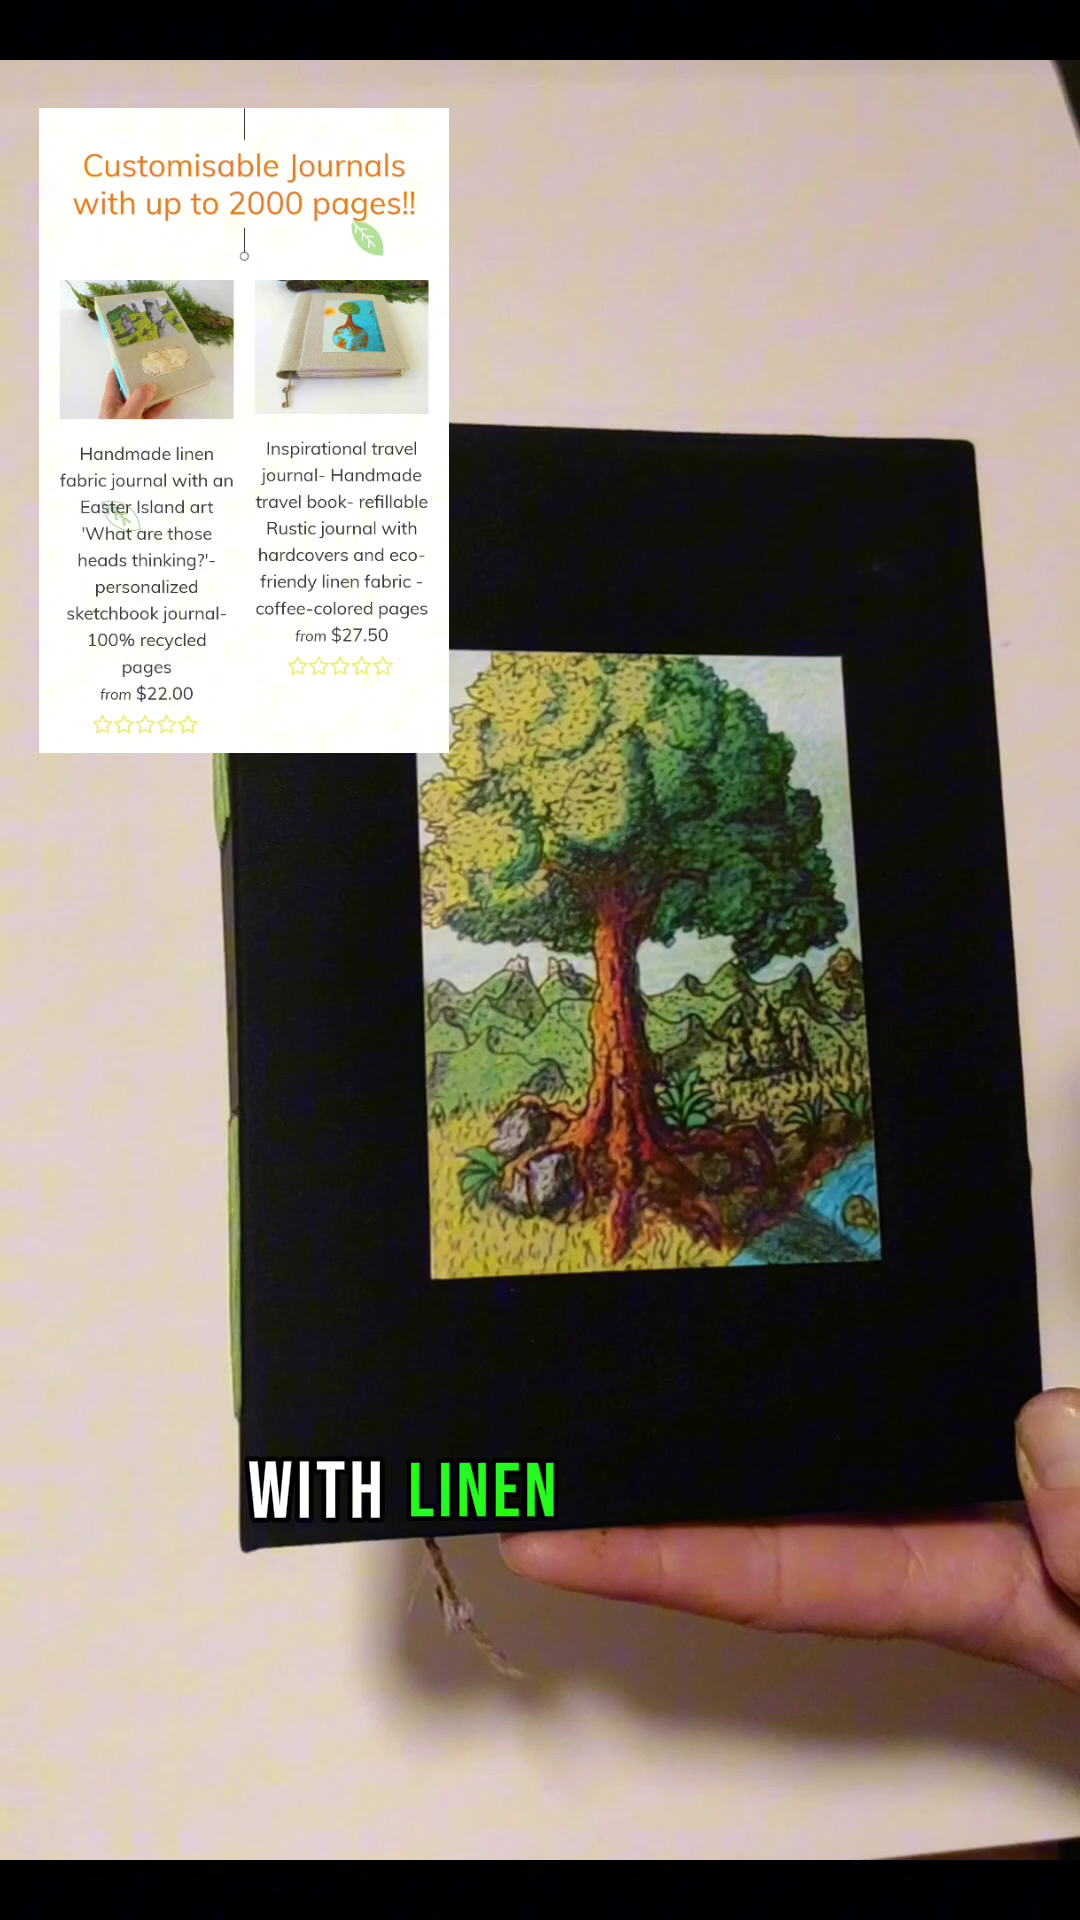 Customisable Journals
with up to 2000 pages!!
Handmade linen
fabric journal with an
Easter Island art
'What are those
heads thinking?'-
personalized
sketchbook journal-
100% recycled
pages
from $22.00
Inspirational travel
journal- Handmade
travel book- refillable
Rustic journal with
hardcovers and eco-
friendy linen fabric -
coffee-colored pages
from $27.50
WITH LINEN